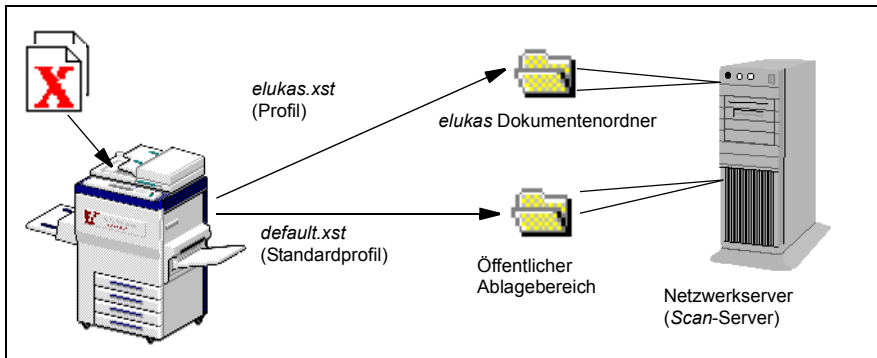 X
elukas.xst
(Profil)
elukas Dokumentenordner
default.xst
(Standardprofil)
Öffentlicher
Ablagebereich
Netzwerkserver
(Scan-Server)